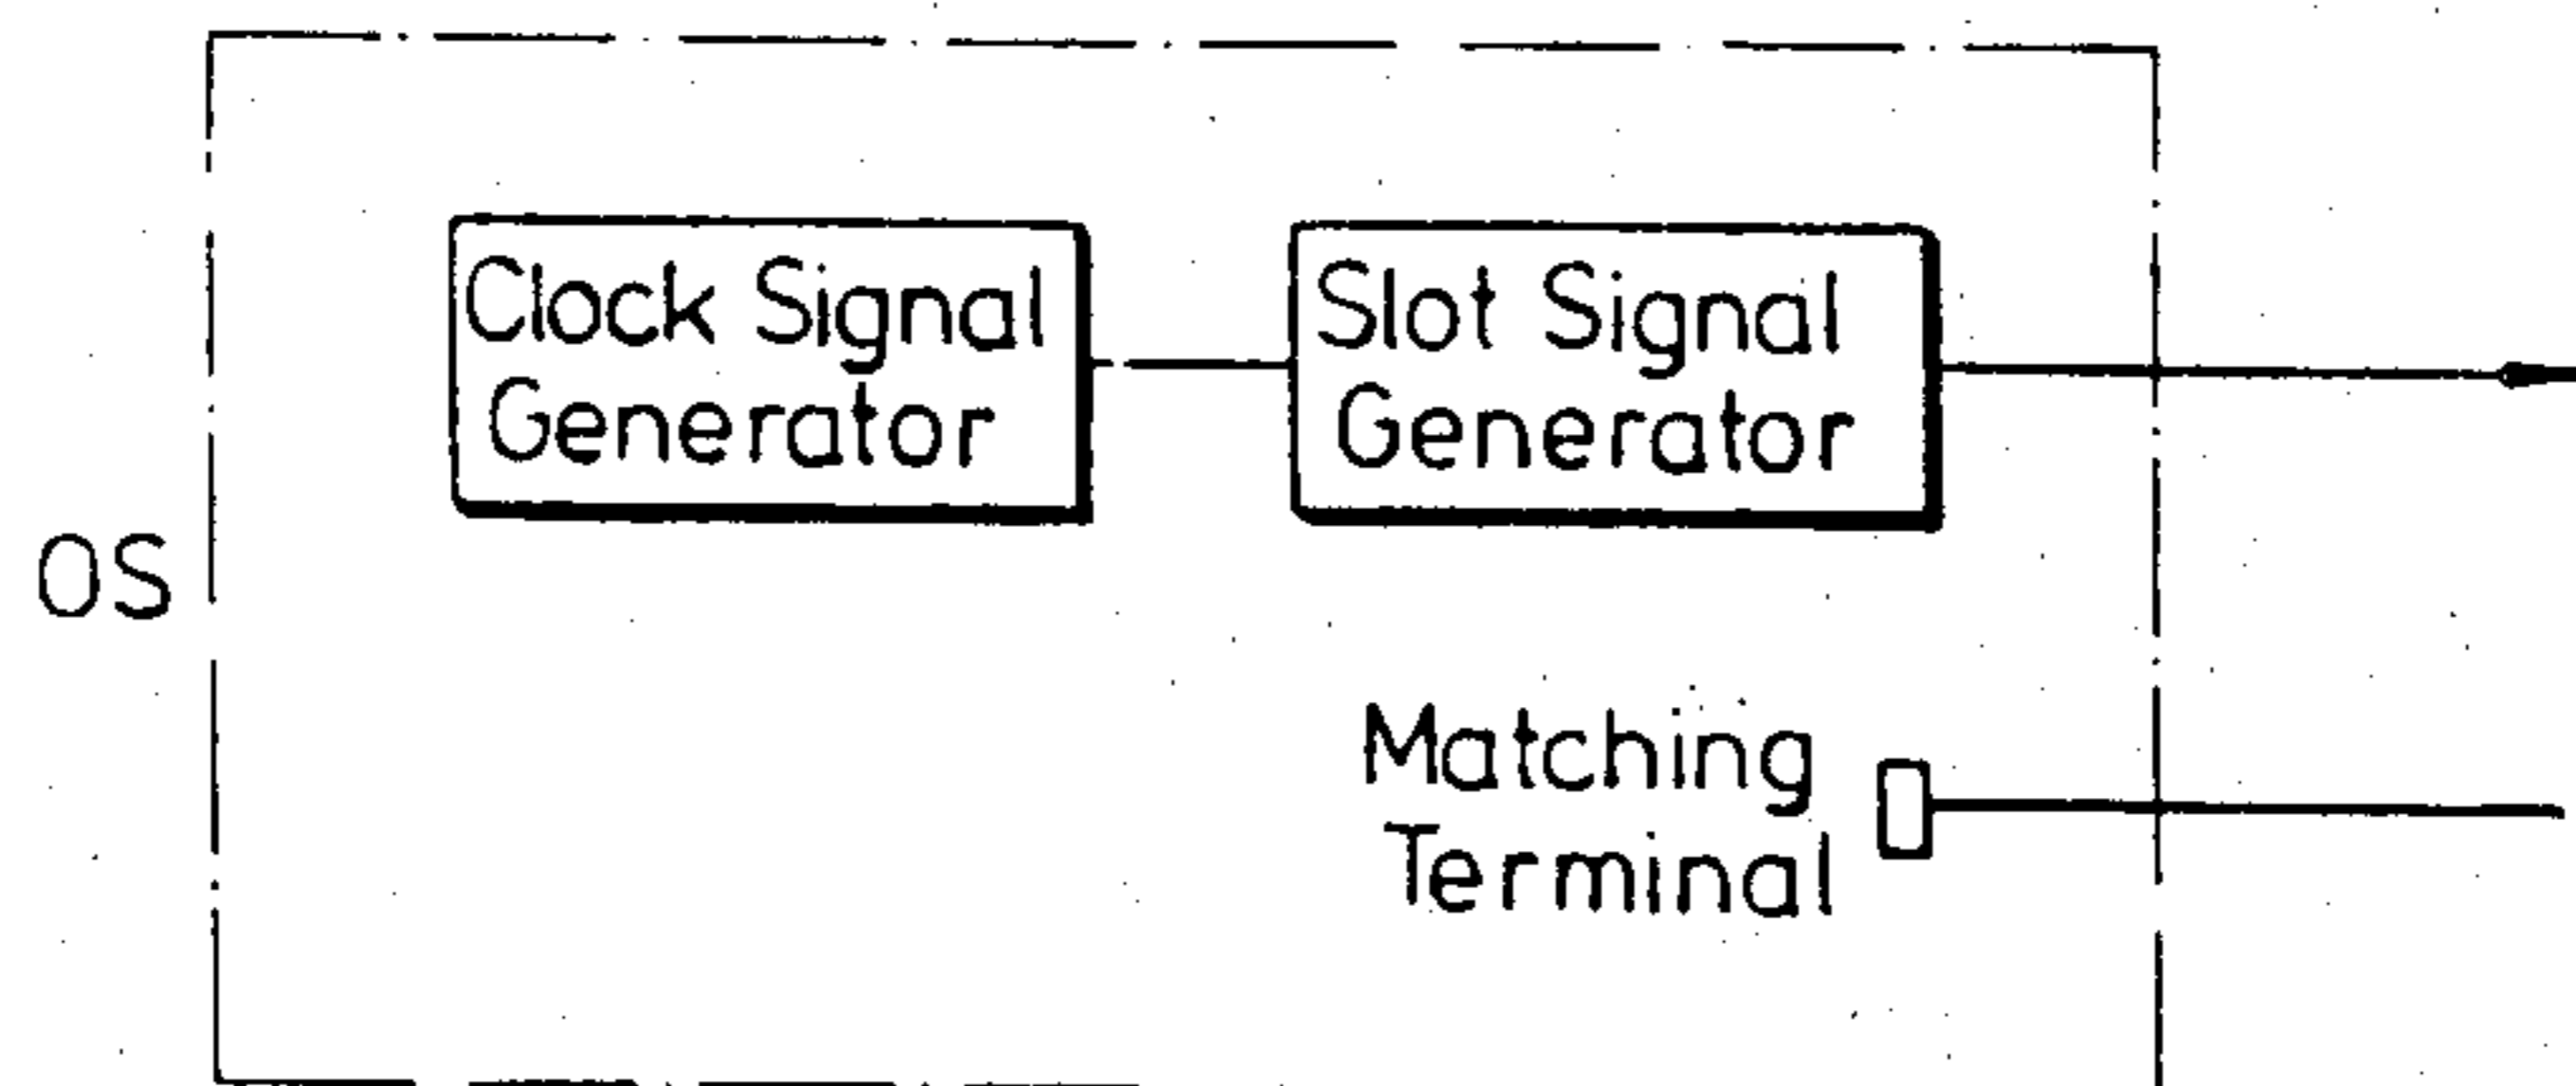 Clock Signal
Generator
Slot Signal
Generator
OS
Matching
Terminal